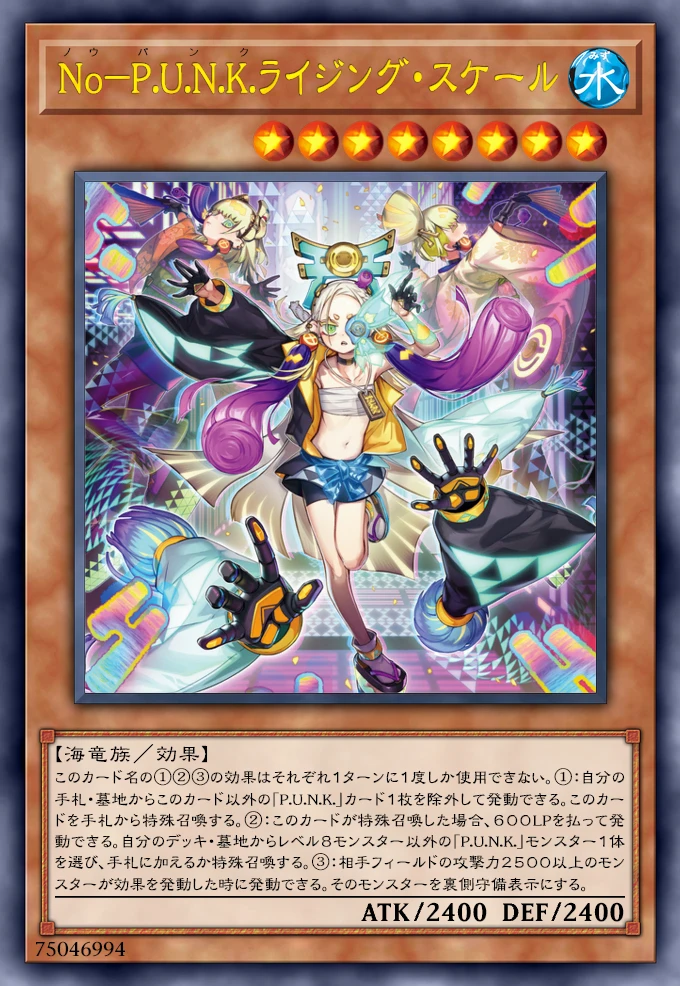 ノウパンク
No-P.U.N.K.ライジング・スケール
みず
水
【海竜族／効果】
このカード名の①②③の効果はそれぞれ1ターンに1度しか使用できない。①：自分の
手札・墓地からこのカード以外の「P.U.N.K.」カード1枚を除外して発動できる。このカー
ドを手札から特殊召喚する。②：このカードが特殊召喚した場合、600LPを払って発
動できる。自分のデッキ・墓地からレベル8モンスター以外の「P.U.N.K.」モンスター1体
を選び、手札に加えるか特殊召喚する。③：相手フィールドの攻撃力2500以上のモン
スターが効果を発動した時に発動できる。そのモンスターを裏側守備表示にする。
ATK/2400 DEF/2400
75046994